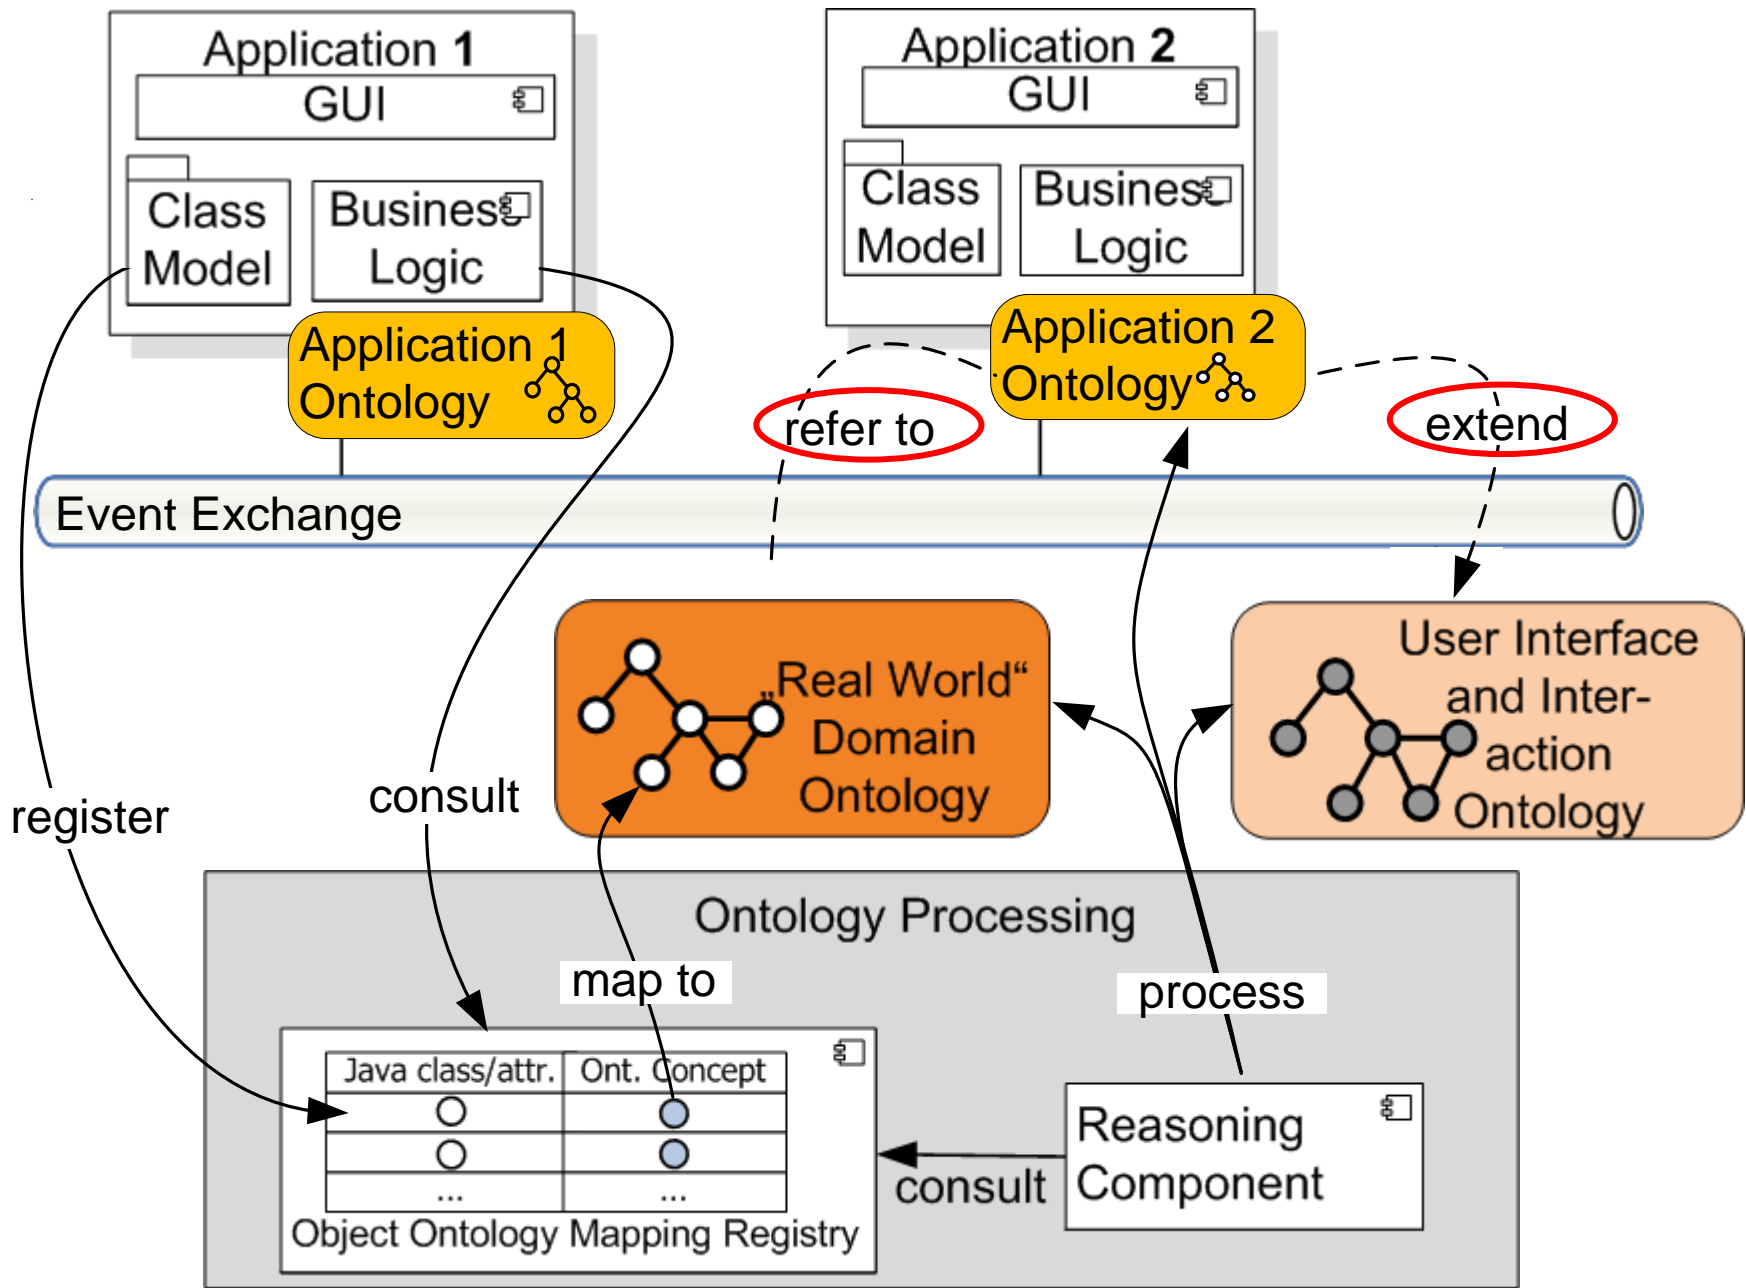 Application 1
GUI
Class
Model
Business
Logic
Application 1
Ontology
Application 2
GUI
Class
Model
Business
Logic
Application 2
Ontology
refer to
extend
Event Exchange
„Real World“
Domain
Ontology
User Interface
and Inter-
action
Ontology
register
consult
Ontology Processing
map to
process
Java class/attr.
Ont. Concept
...
...
Object Ontology Mapping Registry
consult
Reasoning
Component